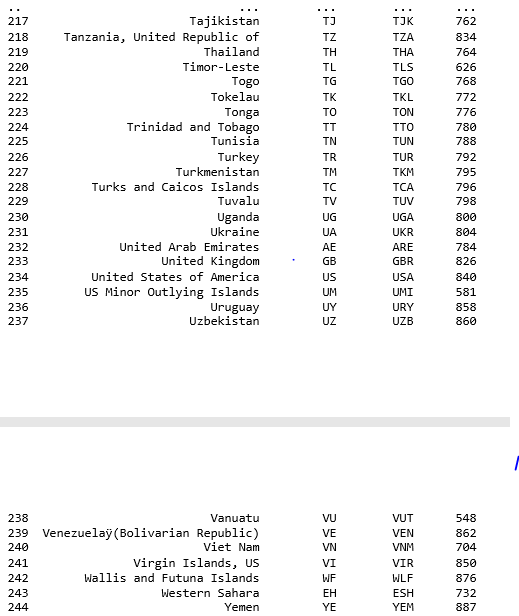 .. ... ... ... ...
217 Tajikistan TJ TJK 762
218 Tanzania, United Republic of TZ TZA 834
219 Thailand TH THA 764
220 Timor-Leste TL TLS 626
221 Togo TG TGO 768
222 Tokelau TK TKL 772
223 Tonga TO TON 776
224 Trinidad and Tobago TT TTO 780
225 Tunisia TN TUN 788
226 Turkey TR TUR 792
227 Turkmenistan TM TKM 795
228 Turks and Caicos Islands TC TCA 796
229 Tuvalu TV TUV 798
230 Uganda UG UGA 800
231 Ukraine UA UKR 804
232 United Arab Emirates AE ARE 784
233 United Kingdom GB GBR 826
234 United States of America US USA 840
235 US Minor Outlying Islands UM UMI 581
236 Uruguay UY URY 858
237 Uzbekistan UZ UZB 860
238 Vanuatu VU VUT 548
239 Venezuelaÿ(Bolivarian Republic) VE VEN 862
240 Viet Nam VN VNM 704
241 Virgin Islands, US VI VIR 850
242 Wallis and Futuna Islands WF WLF 876
243 Western Sahara EH ESH 732
244 Yemen YE YEM 887